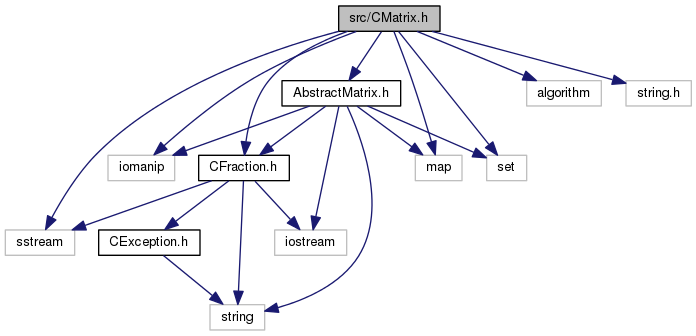 src/CMatrix.h
AbstractMatrix.h
algorithm
string.h
iomanip
CFraction.h
map
set
sstream
CException.h
iostream
string